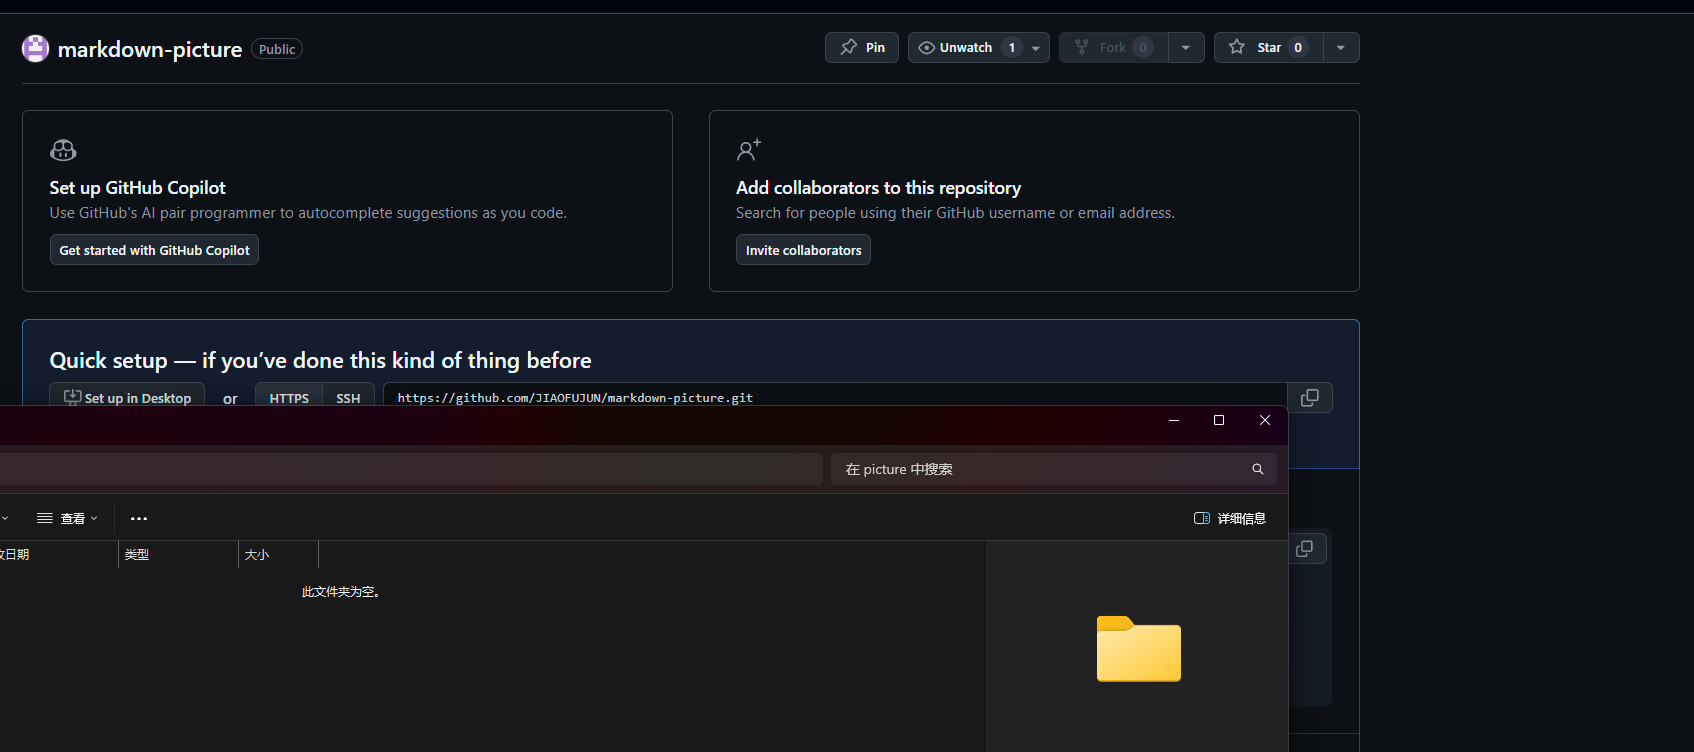 markdown-picture Public Pin Unwatch 1 Fork 0 Star 0
Set up GitHub Copilot
Use GitHub's AI pair programmer to autocomplete suggestions as you code.
Get started with GitHub Copilot
Add collaborators to this repository
Search for people using their GitHub username or email address.
Invite collaborators
Quick setup — if you’ve done this kind of thing before
Set up in Desktop or HTTPS SSH https://github.com/JIAOFUJUN/markdown-picture.git
在 picture 中搜索
查看 ••• 详细信息
日期 类型 大小
此文件夹为空。